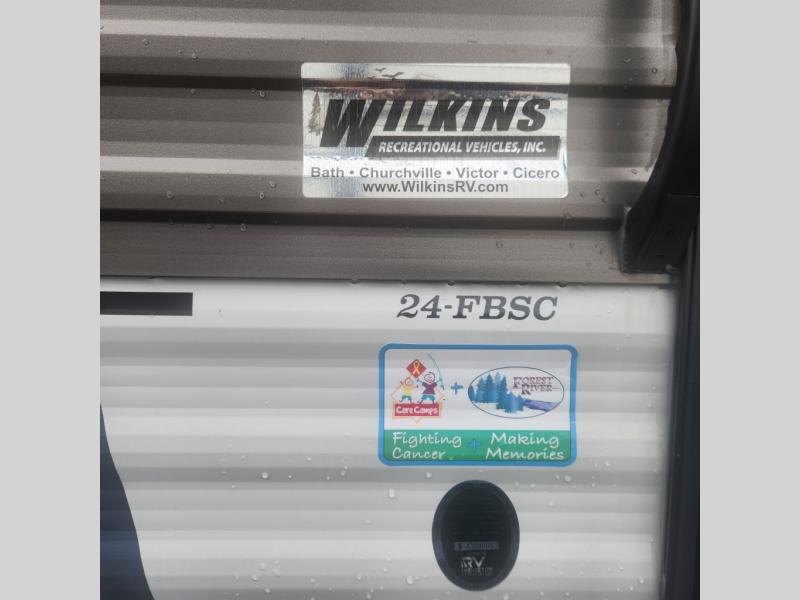 WILKINS
RECREATIONAL VEHICLES, INC.
Bath • Churchville • Victor • Cicero
www.WilkinsRV.com
24-FBSC
Care Camps
+
FOREST RIVER
Fighting Cancer + Making Memories
RV